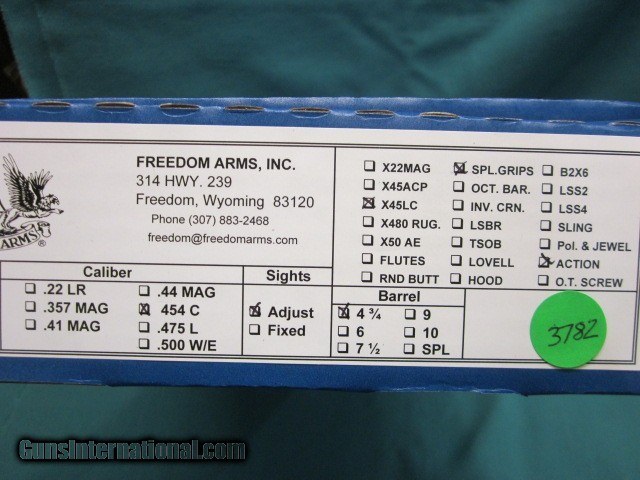 FREEDOM ARMS, INC.
314 HWY. 239
Freedom, Wyoming 83120
Phone (307) 883-2468
freedom@freedomarms.com
ARMS ®
☐ X22MAG ☒ SPL.GRIPS ☐ B2X6
☐ X45ACP ☐ OCT. BAR. ☐ LSS2
☒ X45LC ☐ INV. CRN. ☐ LSS4
☐ X480 RUG. ☐ LSBR ☐ SLING
☐ X50 AE ☐ TSOB ☐ Pol. & JEWEL
☐ FLUTES ☐ LOVELL ☒ ACTION
☐ RND BUTT ☐ HOOD ☐ O.T. SCREW
Caliber
☐ .22 LR ☐ .44 MAG
☐ .357 MAG ☒ 454 C
☐ .41 MAG ☐ .475 L
☐ .500 W/E
Sights
☒ Adjust
☐ Fixed
Barrel
☒ 4 ¾ ☐ 9
☐ 6 ☐ 10
☐ 7 ½ ☐ SPL
3782
GunsInternational.com